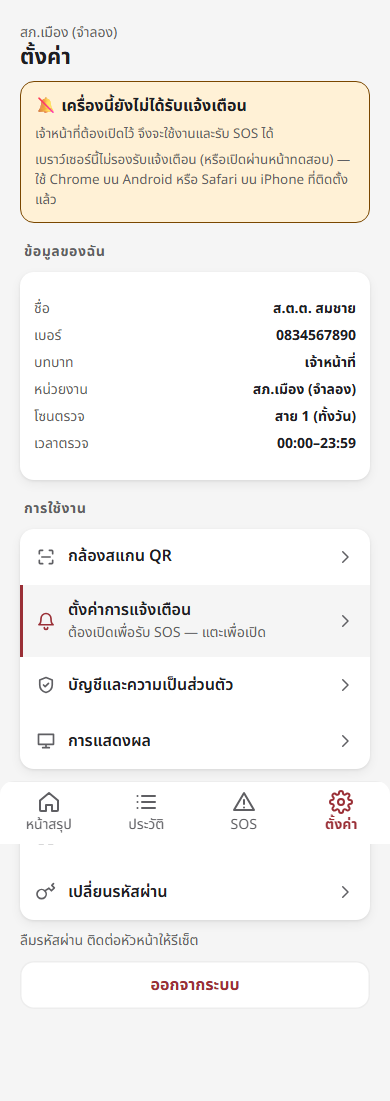 สภ.เมือง (จำลอง)
ตั้งค่า
เครื่องนี้ยังไม่ได้รับแจ้งเตือน
เจ้าหน้าที่ต้องเปิดไว้ จึงจะใช้งานและรับ SOS ได้
เบราว์เซอร์นี้ไม่รองรับแจ้งเตือน (หรือเปิดผ่านหน้าทดสอบ) —
ใช้ Chrome บน Android หรือ Safari บน iPhone ที่ติดตั้ง
แล้ว
ข้อมูลของฉัน
ชื่อ ส.ต.ต. สมชาย
เบอร์ 0834567890
บทบาท เจ้าหน้าที่
หน่วยงาน สภ.เมือง (จำลอง)
โซนตรวจ สาย 1 (ทั้งวัน)
เวลาตรวจ 00:00–23:59
การใช้งาน
กล้องสแกน QR
ตั้งค่าการแจ้งเตือน
ต้องเปิดเพื่อรับ SOS — แตะเพื่อเปิด
บัญชีและความเป็นส่วนตัว
การแสดงผล
หน้าสรุป ประวัติ SOS ตั้งค่า
เปลี่ยนรหัสผ่าน
ลืมรหัสผ่าน ติดต่อหัวหน้าให้รีเซ็ต
ออกจากระบบ